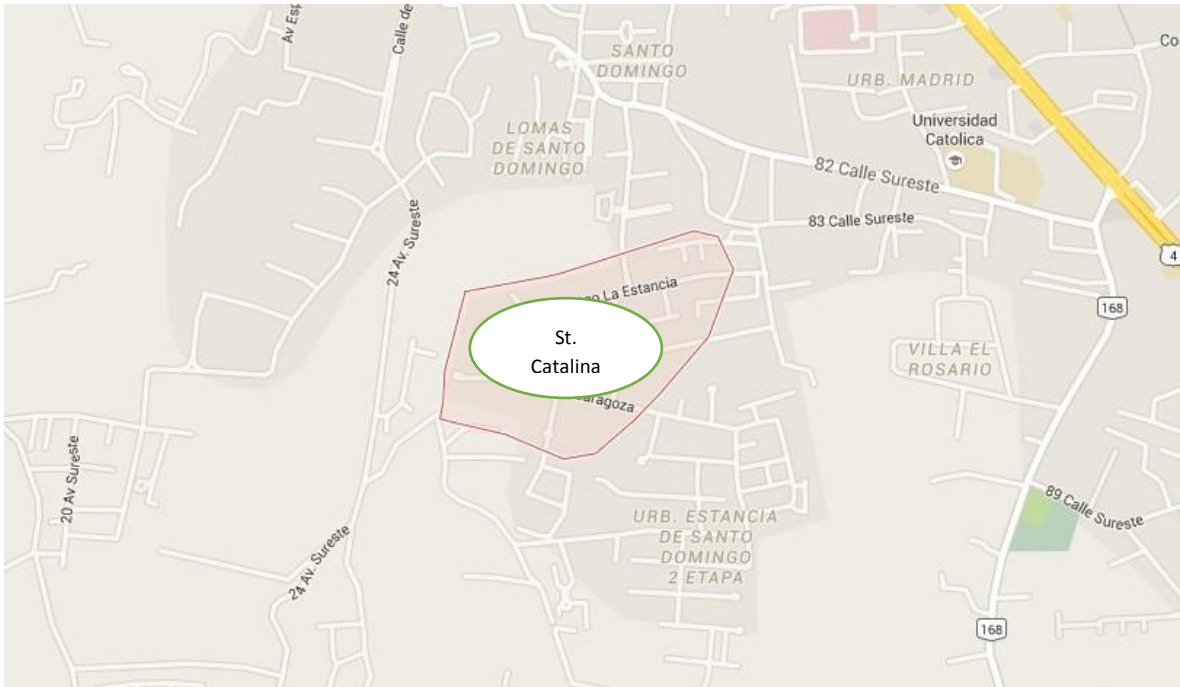 Av Esp
Calle de
SANTO
DOMINGO
URB. MADRID
Co
Universidad
Catolica
LOMAS
DE SANTO
DOMINGO
82 Calle Sureste
83 Calle Sureste
24 Av. Sureste
4
La Estancia
168
St.
Catalina
VILLA EL
ROSARIO
20 Av Sureste
89 Calle Sureste
URB. ESTANCIA
DE SANTO
DOMINGO
2 ETAPA
24 Av. Sureste
168